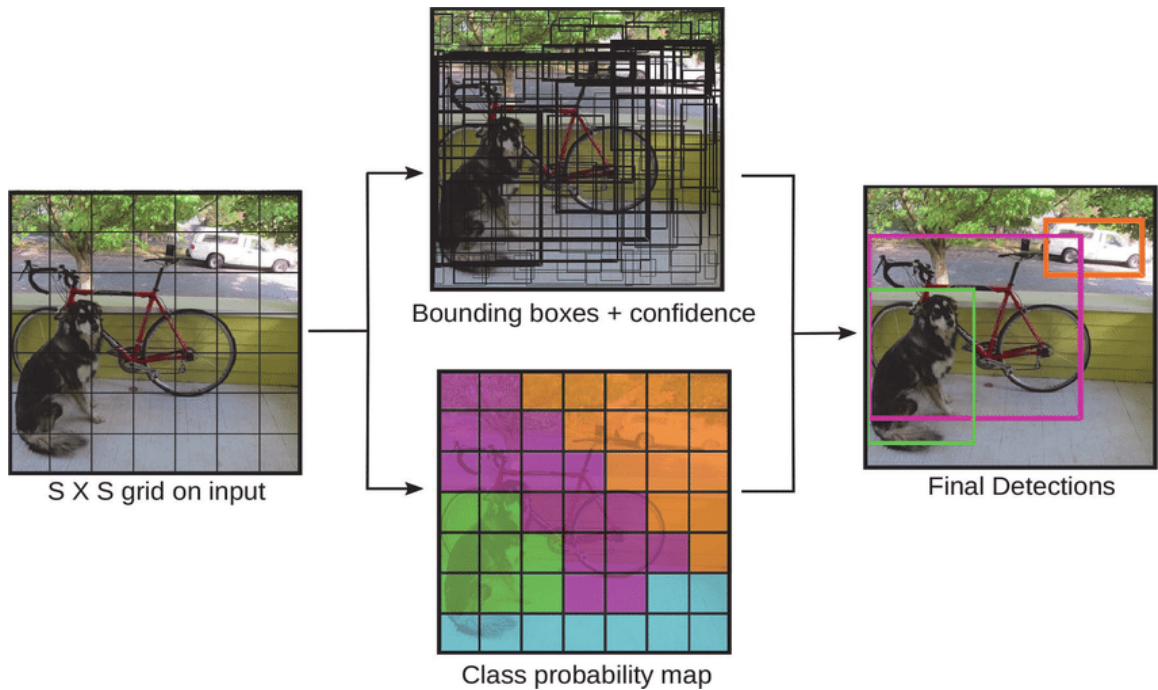 Bounding boxes + confidence
S X S grid on input
Final Detections
Class probability map